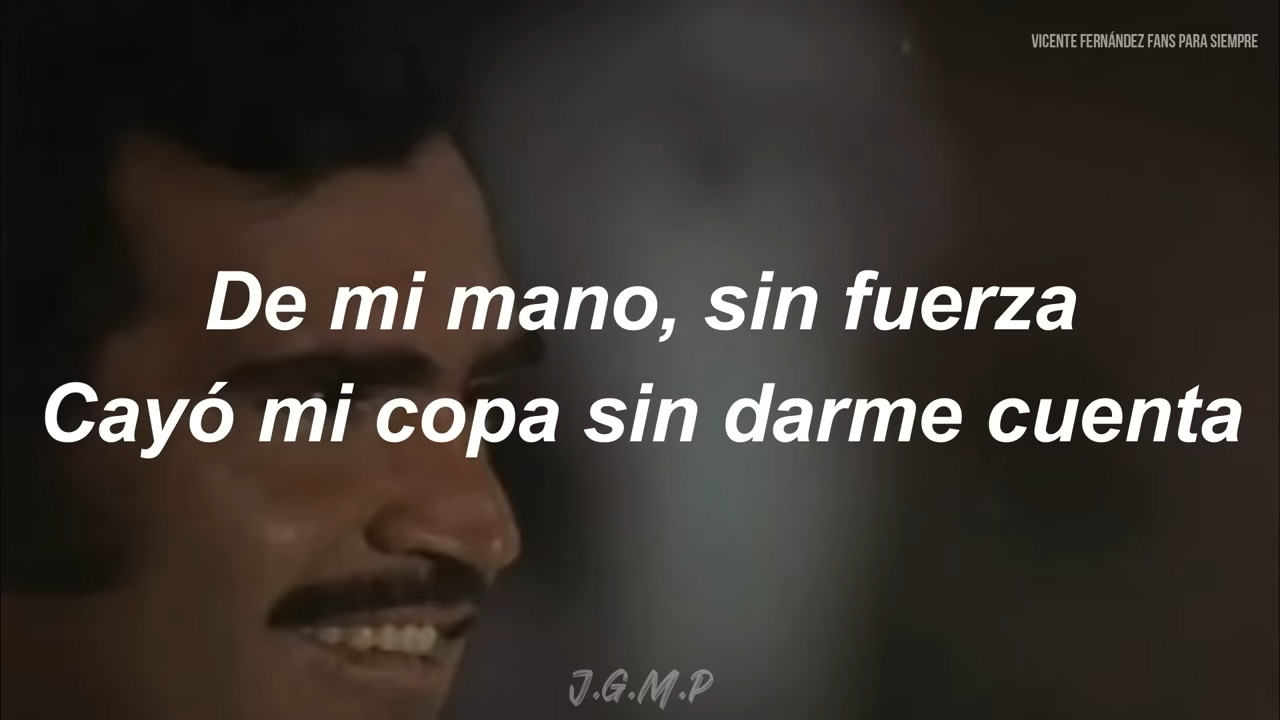 VICENTE FERNÁNDEZ FANS PARA SIEMPRE
De mi mano, sin fuerza
Cayó mi copa sin darme cuenta
J.G.M.P